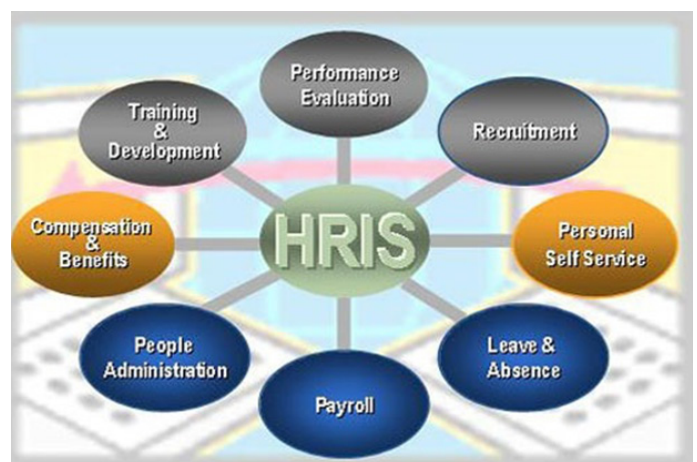 Performance
Evaluation
Training
&
Development
Recruitment
Compensation
&
Benefits
HRIS
Personal
Self Service
People
Administration
Leave &
Absence
Payroll